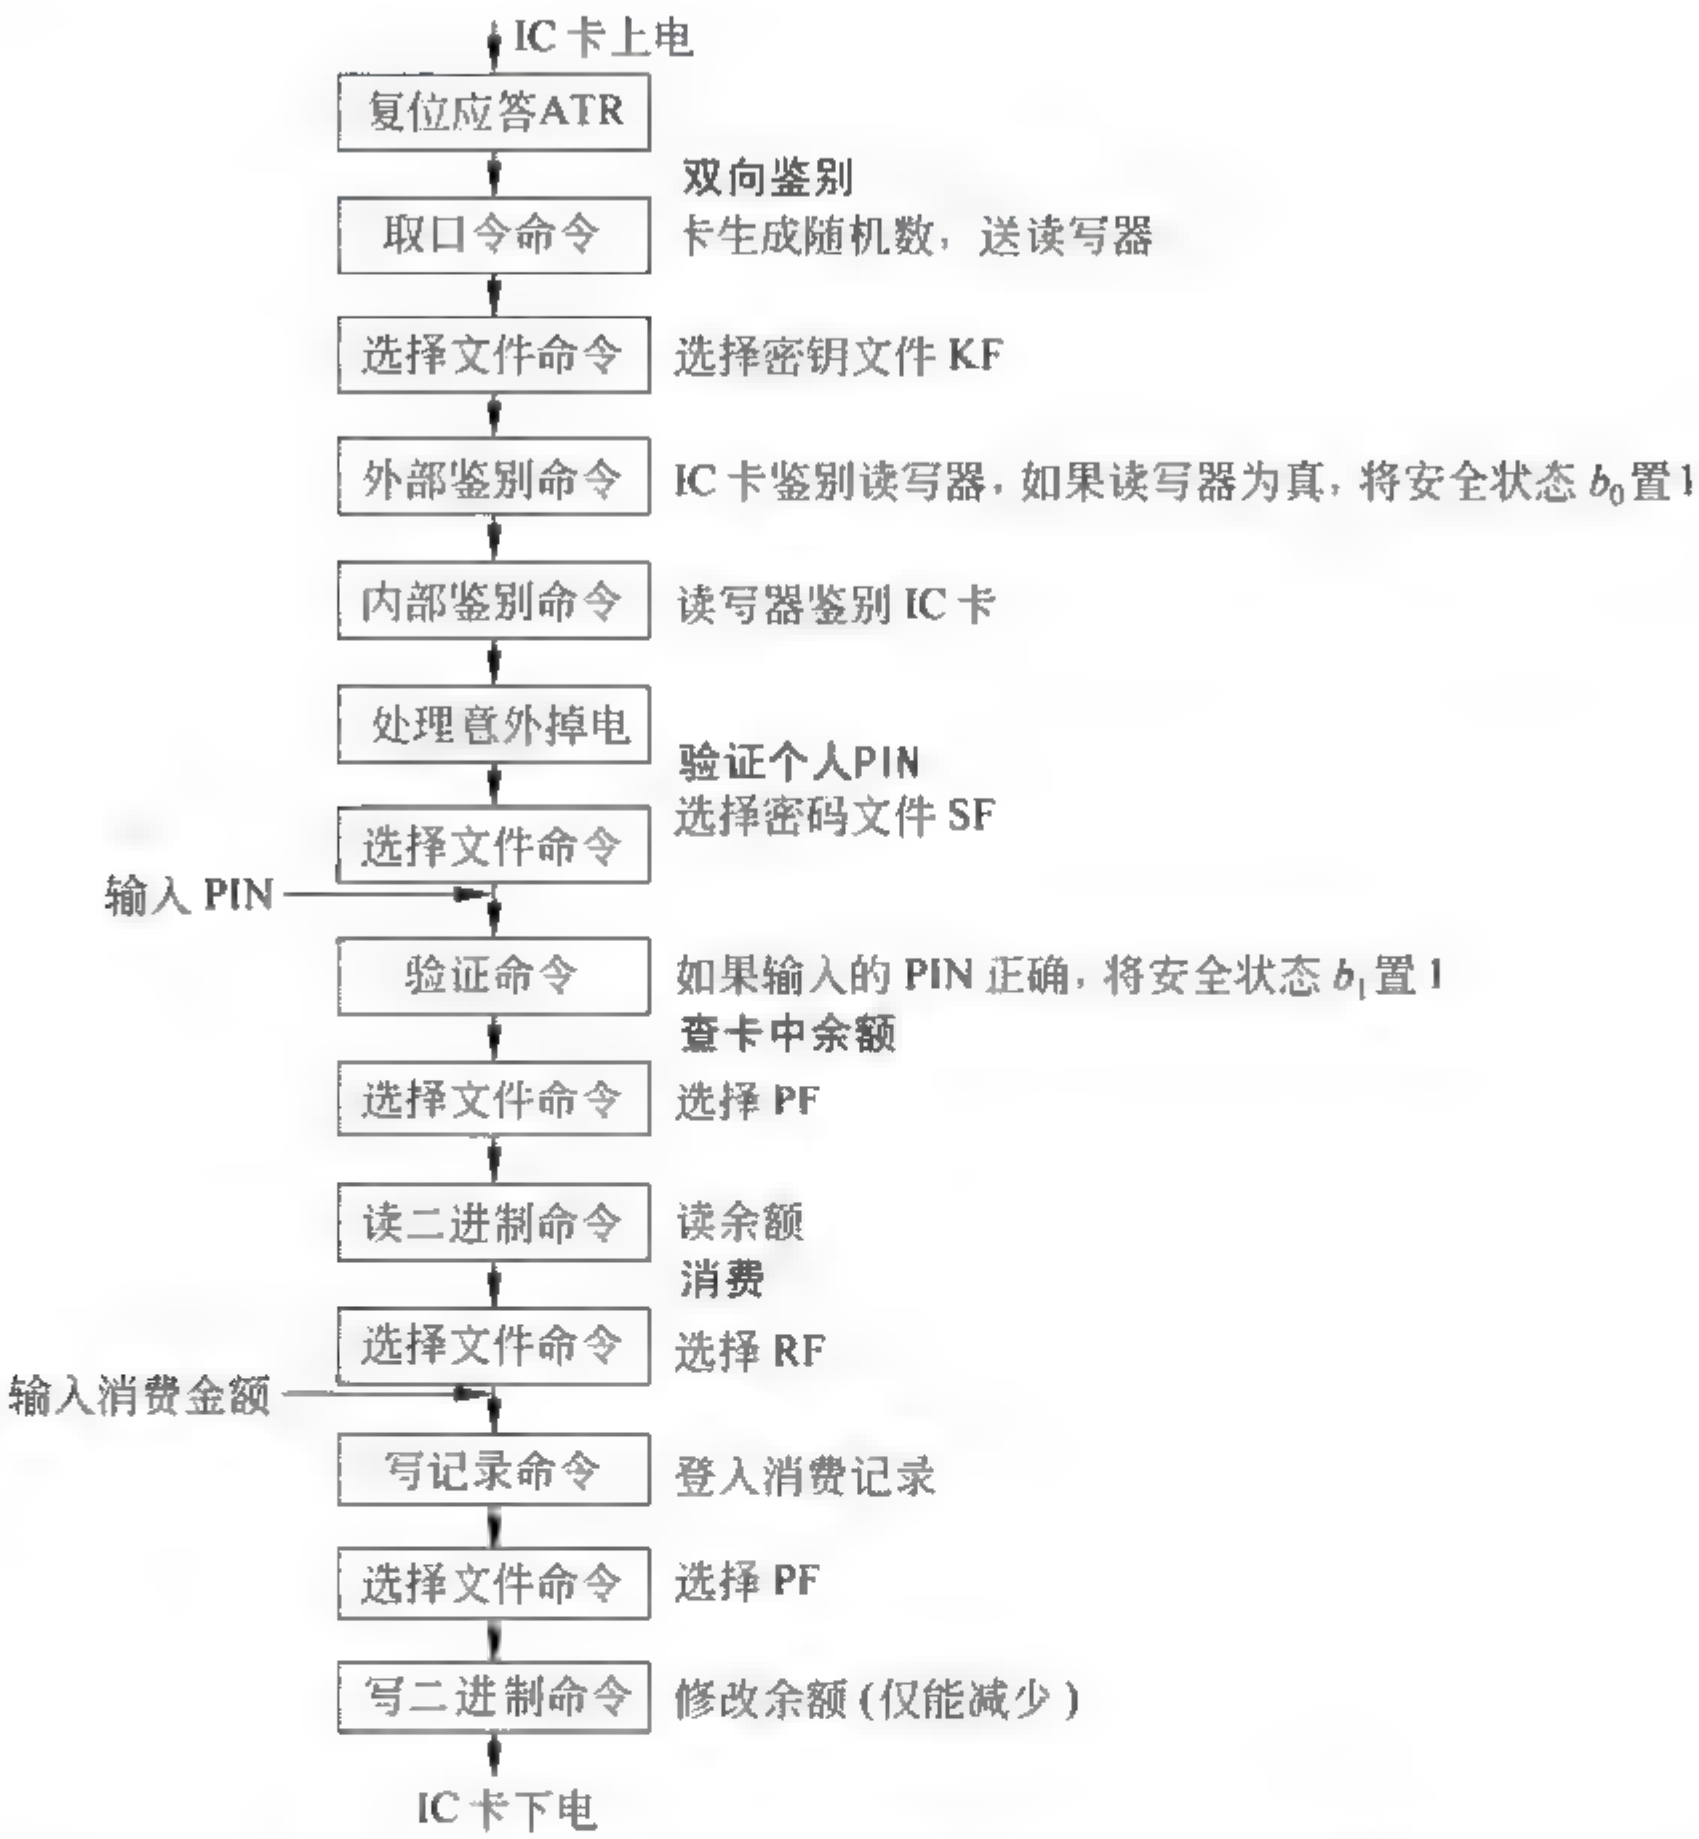 IC 卡上电
复位应答ATR
双向鉴别
取口令命令
卡生成随机数，送读写器
选择文件命令
选择密钥文件 KF
外部鉴别命令
IC 卡鉴别读写器，如果读写器为真，将安全状态 b₀置 1
内部鉴别命令
读写器鉴别 IC 卡
处理意外掉电
验证个人PIN
选择密码文件 SF
选择文件命令
输入 PIN
验证命令
如果输入的 PIN 正确，将安全状态 b₁置 1
查卡中余额
选择文件命令
选择 PF
读二进制命令
读余额
消费
选择文件命令
选择 RF
输入消费金额
写记录命令
登入消费记录
选择文件命令
选择 PF
写二进制命令
修改余额(仅能减少)
IC 卡下电